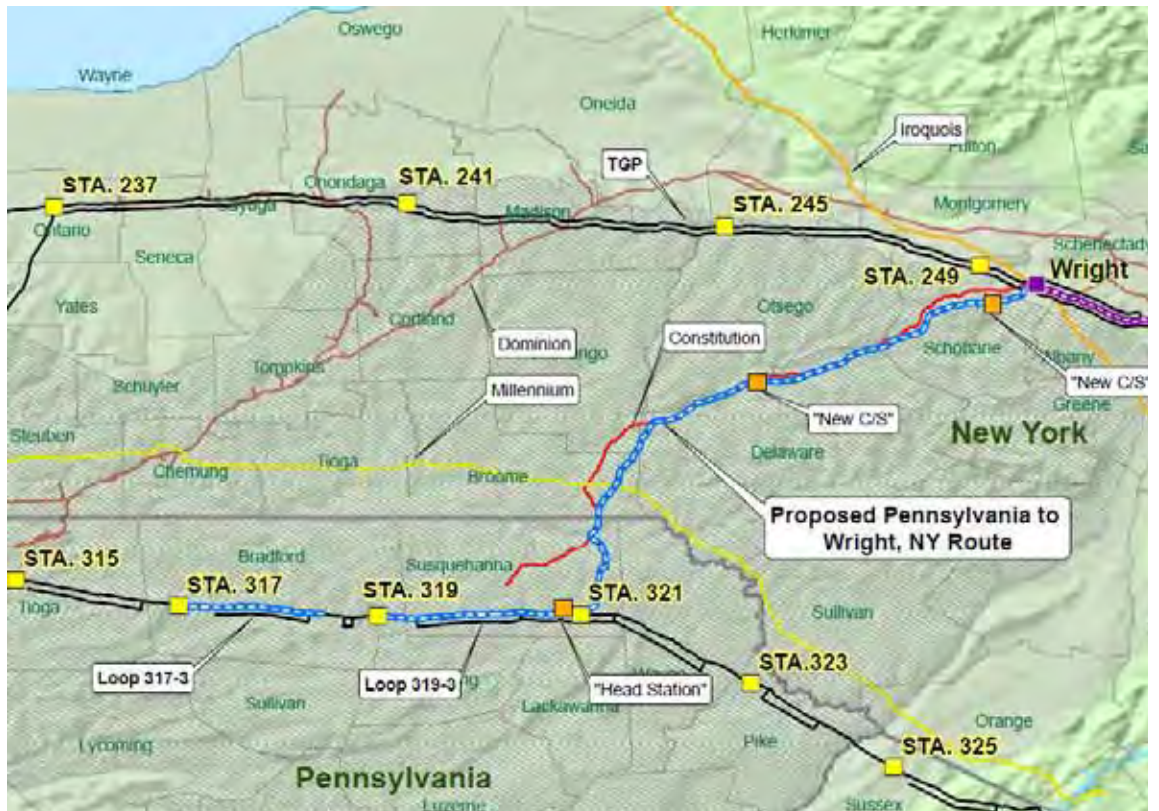 Oswego
Herkimer
Wayne
Oneida
Iroquois
Fulton
TGP
STA. 237
Onondaga
STA. 241
Madison
STA. 245
Montgomery
Ontario
Seneca
Schenectady
STA. 249
Wright
Yates
Otsego
Cortland
Dominion
Constitution
Schoharie
Albany
Tompkins
"New C/S"
Schuyler
Millennium
"New C/S"
Greene
Steuben
New York
Chemung
Tioga
Broome
Delaware
Proposed Pennsylvania to
Wright, NY Route
STA. 315
Bradford
Susquehanna
STA. 317
STA. 319
STA. 321
Tioga
Sullivan
Loop 317-3
Loop 319-3
"Head Station"
STA.323
Sullivan
Lackawanna
Orange
Lycoming
Pike
STA. 325
Pennsylvania
Luzerne
Sussex